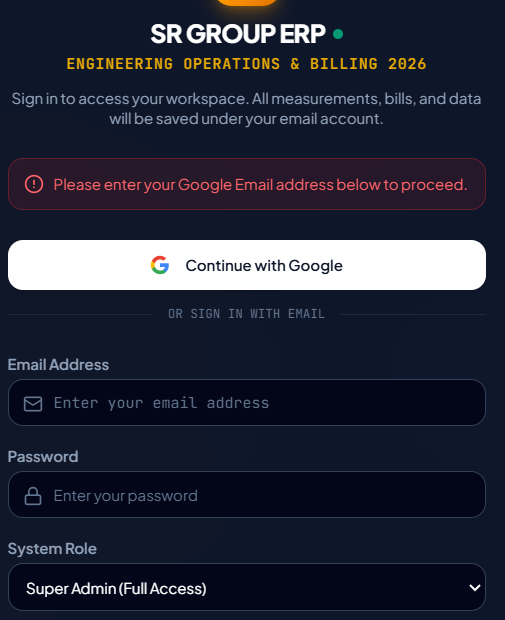 SR GROUP ERP
ENGINEERING OPERATIONS & BILLING 2026
Sign in to access your workspace. All measurements, bills, and data
will be saved under your email account.
Please enter your Google Email address below to proceed.
Continue with Google
OR SIGN IN WITH EMAIL
Email Address
Enter your email address
Password
Enter your password
System Role
Super Admin (Full Access)